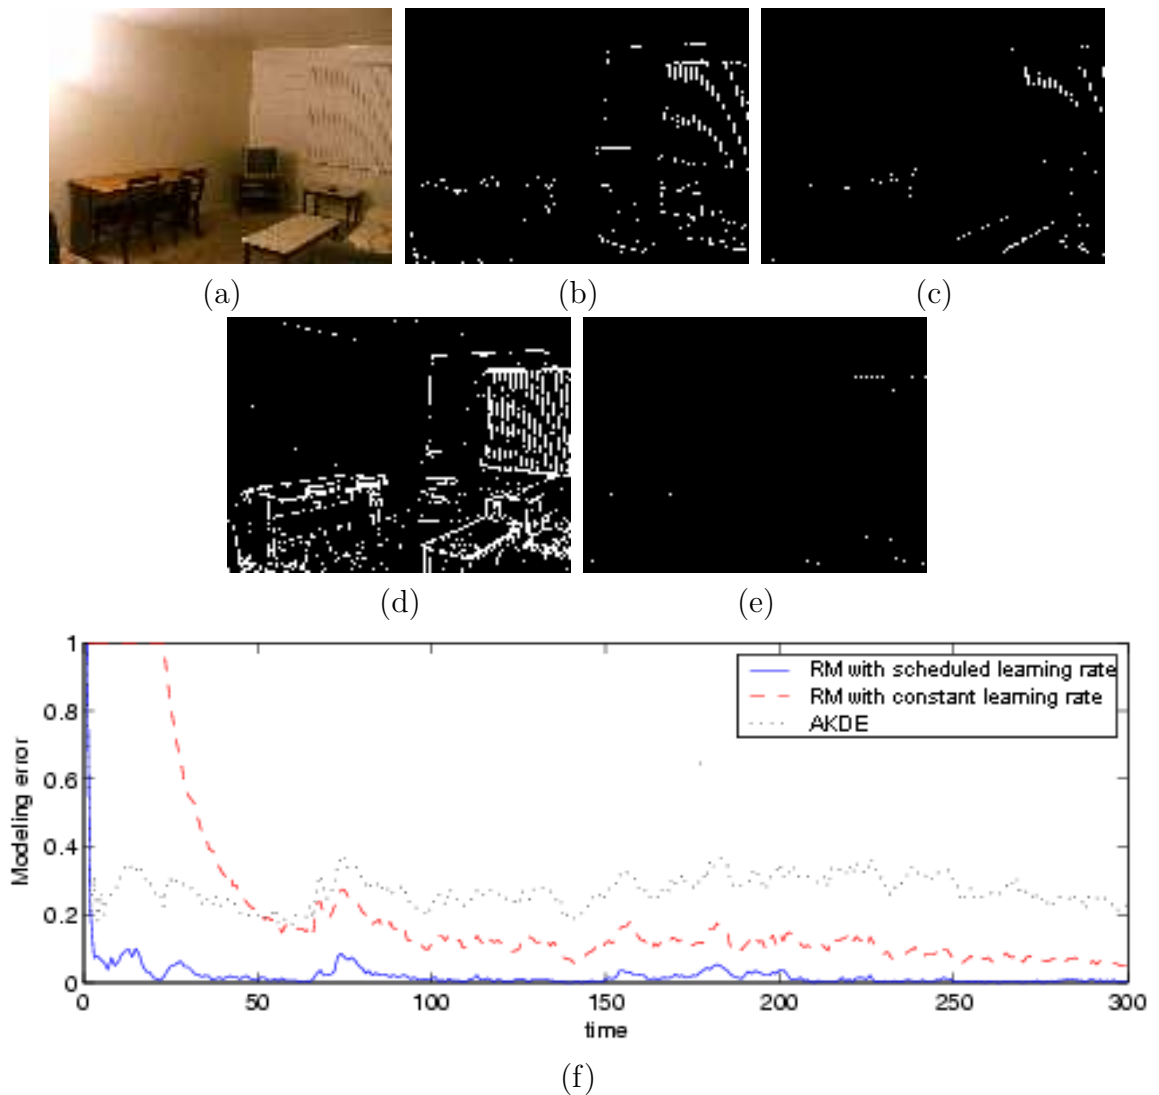 (a)
(b)
(c)
(d)
(e)
RM with scheduled learning rate
RM with constant learning rate
AKDE
Modeling error
1
0.8
0.6
0.4
0.2
0
0
50
100
150
200
250
300
time
(f)